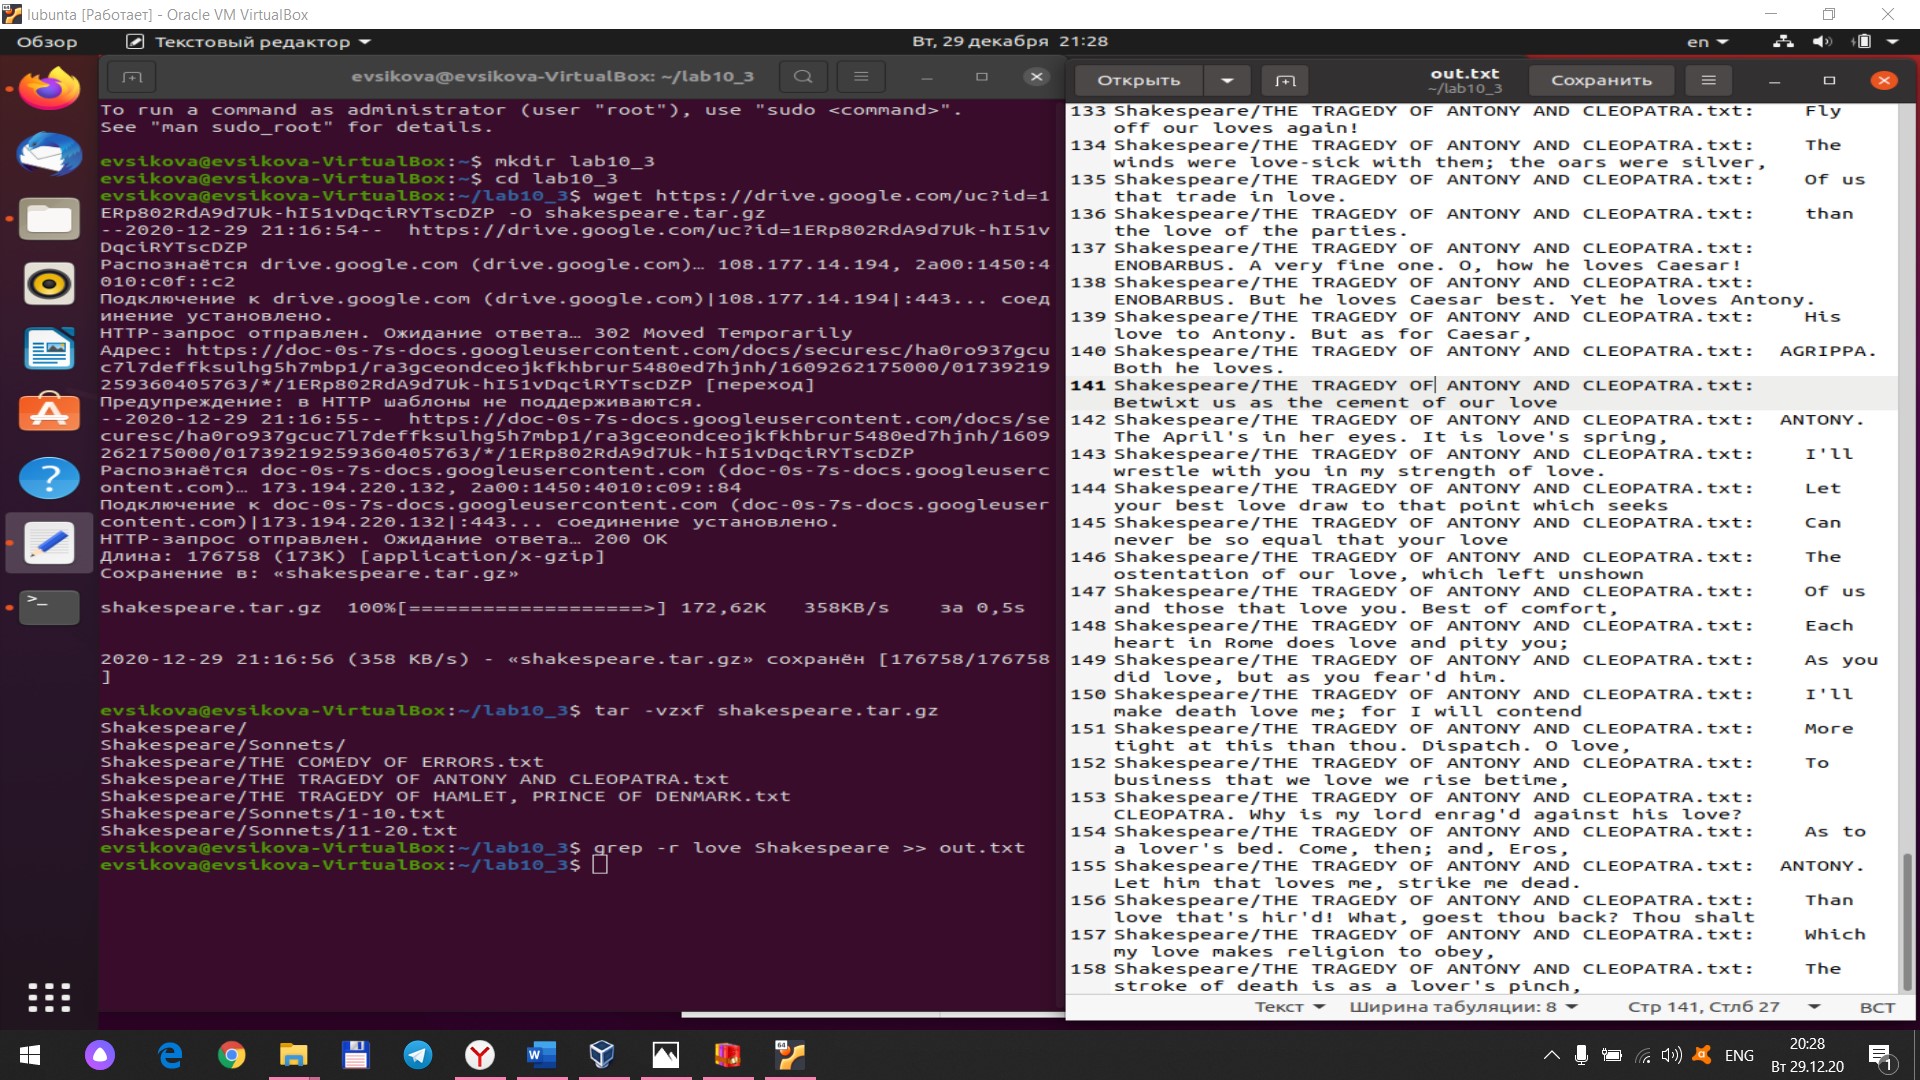 lubunta [Работает] - Oracle VM VirtualBox
Обзор
Текстовый редактор
Вт, 29 декабря 21:28
en
evsikova@evsikova-VirtualBox: ~/lab10_3
To run a command as administrator (user "root"), use "sudo <command>".
See "man sudo_root" for details.
evsikova@evsikova-VirtualBox:~$ mkdir lab10_3
evsikova@evsikova-VirtualBox:~$ cd lab10_3
evsikova@evsikova-VirtualBox:~/lab10_3$ wget https://drive.google.com/uc?id=1
ERp802RdA9d7Uk-hI51vDqciRYTscDZP -O shakespeare.tar.gz
--2020-12-29 21:16:54--  https://drive.google.com/uc?id=1ERp802RdA9d7Uk-hI51v
DqciRYTscDZP
Распознаётся drive.google.com (drive.google.com)… 108.177.14.194, 2a00:1450:4
010:c0f::c2
Подключение к drive.google.com (drive.google.com)|108.177.14.194|:443... соед
инение установлено.
HTTP-запрос отправлен. Ожидание ответа… 302 Moved Temporarily
Адрес: https://doc-0s-7s-docs.googleusercontent.com/docs/securesc/ha0ro937gcu
c7l7deffksulhg5h7mbp1/ra3gceondceojkfkhbrur5480ed7hjnh/1609262175000/01739219
259360405763/*/1ERp802RdA9d7Uk-hI51vDqciRYTscDZP [переход]
Предупреждение: в HTTP шаблоны не поддерживаются.
--2020-12-29 21:16:55--  https://doc-0s-7s-docs.googleusercontent.com/docs/se
curesc/ha0ro937gcuc7l7deffksulhg5h7mbp1/ra3gceondceojkfkhbrur5480ed7hjnh/1609
262175000/01739219259360405763/*/1ERp802RdA9d7Uk-hI51vDqciRYTscDZP
Распознаётся doc-0s-7s-docs.googleusercontent.com (doc-0s-7s-docs.googleuserc
ontent.com)… 173.194.220.132, 2a00:1450:4010:c09::84
Подключение к doc-0s-7s-docs.googleusercontent.com (doc-0s-7s-docs.googleuser
content.com)|173.194.220.132|:443... соединение установлено.
HTTP-запрос отправлен. Ожидание ответа… 200 OK
Длина: 176758 (173K) [application/x-gzip]
Сохранение в: «shakespeare.tar.gz»
shakespeare.tar.gz  100%[===================>] 172,62K   358KB/s    за 0,5s
2020-12-29 21:16:56 (358 KB/s) - «shakespeare.tar.gz» сохранён [176758/176758
]
evsikova@evsikova-VirtualBox:~/lab10_3$ tar -vzxf shakespeare.tar.gz
Shakespeare/
Shakespeare/Sonnets/
Shakespeare/THE COMEDY OF ERRORS.txt
Shakespeare/THE TRAGEDY OF ANTONY AND CLEOPATRA.txt
Shakespeare/THE TRAGEDY OF HAMLET, PRINCE OF DENMARK.txt
Shakespeare/Sonnets/1-10.txt
Shakespeare/Sonnets/11-20.txt
evsikova@evsikova-VirtualBox:~/lab10_3$ grep -r love Shakespeare >> out.txt
evsikova@evsikova-VirtualBox:~/lab10_3$
Открыть
out.txt
~/lab10_3
Сохранить
133 Shakespeare/THE TRAGEDY OF ANTONY AND CLEOPATRA.txt:    Fly
off our loves again!
134 Shakespeare/THE TRAGEDY OF ANTONY AND CLEOPATRA.txt:    The
winds were love-sick with them; the oars were silver,
135 Shakespeare/THE TRAGEDY OF ANTONY AND CLEOPATRA.txt:    Of us
that trade in love.
136 Shakespeare/THE TRAGEDY OF ANTONY AND CLEOPATRA.txt:    than
the love of the parties.
137 Shakespeare/THE TRAGEDY OF ANTONY AND CLEOPATRA.txt:
ENOBARBUS. A very fine one. O, how he loves Caesar!
138 Shakespeare/THE TRAGEDY OF ANTONY AND CLEOPATRA.txt:
ENOBARBUS. But he loves Caesar best. Yet he loves Antony.
139 Shakespeare/THE TRAGEDY OF ANTONY AND CLEOPATRA.txt:    His
love to Antony. But as for Caesar,
140 Shakespeare/THE TRAGEDY OF ANTONY AND CLEOPATRA.txt:  AGRIPPA.
Both he loves.
141 Shakespeare/THE TRAGEDY OF ANTONY AND CLEOPATRA.txt:
Betwixt us as the cement of our love
142 Shakespeare/THE TRAGEDY OF ANTONY AND CLEOPATRA.txt:  ANTONY.
The April's in her eyes. It is love's spring,
143 Shakespeare/THE TRAGEDY OF ANTONY AND CLEOPATRA.txt:    I'll
wrestle with you in my strength of love.
144 Shakespeare/THE TRAGEDY OF ANTONY AND CLEOPATRA.txt:    Let
your best love draw to that point which seeks
145 Shakespeare/THE TRAGEDY OF ANTONY AND CLEOPATRA.txt:    Can
never be so equal that your love
146 Shakespeare/THE TRAGEDY OF ANTONY AND CLEOPATRA.txt:    The
ostentation of our love, which left unshown
147 Shakespeare/THE TRAGEDY OF ANTONY AND CLEOPATRA.txt:    Of us
and those that love you. Best of comfort,
148 Shakespeare/THE TRAGEDY OF ANTONY AND CLEOPATRA.txt:    Each
heart in Rome does love and pity you;
149 Shakespeare/THE TRAGEDY OF ANTONY AND CLEOPATRA.txt:    As you
did love, but as you fear'd him.
150 Shakespeare/THE TRAGEDY OF ANTONY AND CLEOPATRA.txt:    I'll
make death love me; for I will contend
151 Shakespeare/THE TRAGEDY OF ANTONY AND CLEOPATRA.txt:    More
tight at this than thou. Dispatch. O love,
152 Shakespeare/THE TRAGEDY OF ANTONY AND CLEOPATRA.txt:    To
business that we love we rise betime,
153 Shakespeare/THE TRAGEDY OF ANTONY AND CLEOPATRA.txt:
CLEOPATRA. Why is my lord enrag'd against his love?
154 Shakespeare/THE TRAGEDY OF ANTONY AND CLEOPATRA.txt:    As to
a lover's bed. Come, then; and, Eros,
155 Shakespeare/THE TRAGEDY OF ANTONY AND CLEOPATRA.txt:  ANTONY.
Let him that loves me, strike me dead.
156 Shakespeare/THE TRAGEDY OF ANTONY AND CLEOPATRA.txt:    Than
love that's hir'd! What, goest thou back? Thou shalt
157 Shakespeare/THE TRAGEDY OF ANTONY AND CLEOPATRA.txt:    Which
my love makes religion to obey,
158 Shakespeare/THE TRAGEDY OF ANTONY AND CLEOPATRA.txt:    The
stroke of death is as a lover's pinch,
Текст
Ширина табуляции: 8
Стр 141, Стлб 27
ВСТ
ENG
20:28
Вт 29.12.20
1